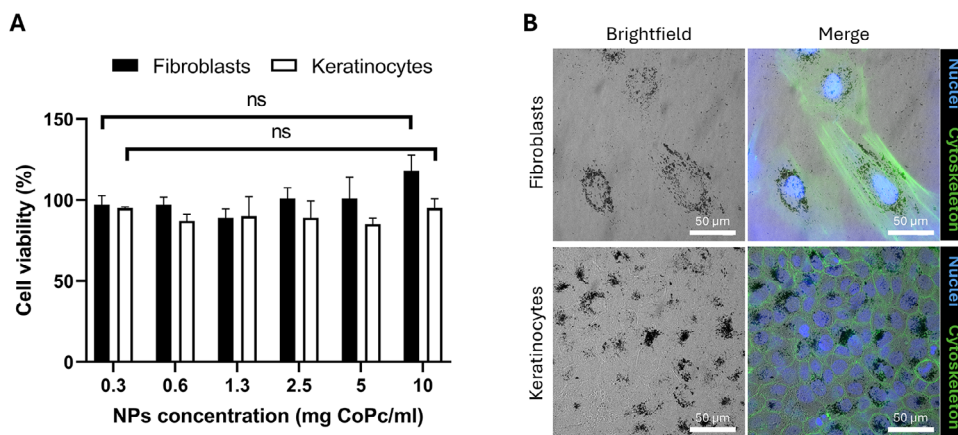 A
Fibroblasts Keratinocytes
ns
ns
150
100
50
0
Cell viability (%)
0.3 0.6 1.3 2.5 5 10
NPs concentration (mg CoPc/ml)
B
Brightfield Merge
Fibroblasts
50 µm
50 µm
Nuclei Cytoskeleton
Keratinocytes
50 µm
50 µm
Nuclei Cytoskeleton